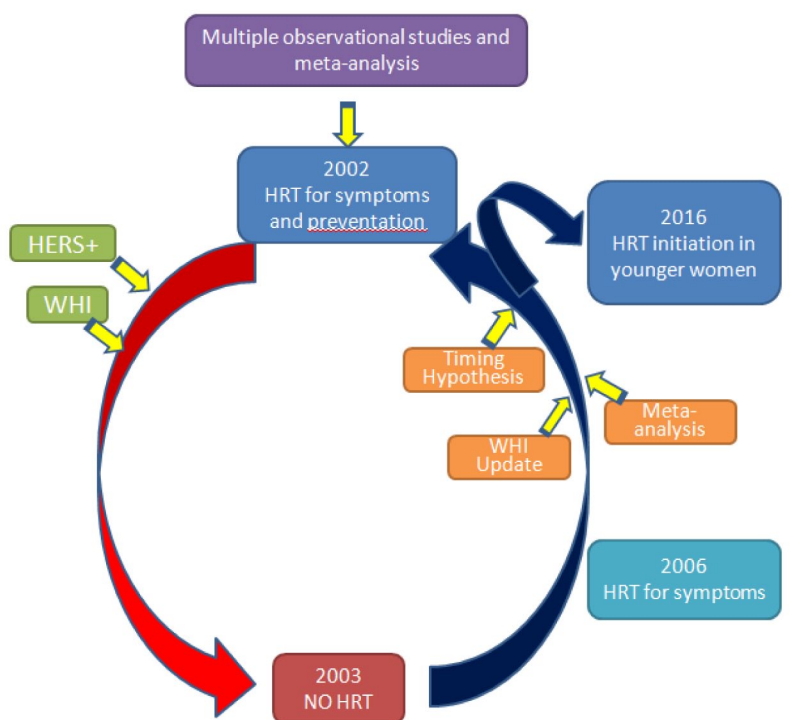 Multiple observational studies and
meta-analysis
2002
HRT for symptoms
and preventation
HERS+
WHI
2016
HRT initiation in
younger women
Timing
Hypothesis
Meta-
analysis
WHI
Update
2006
HRT for symptoms
2003
NO HRT